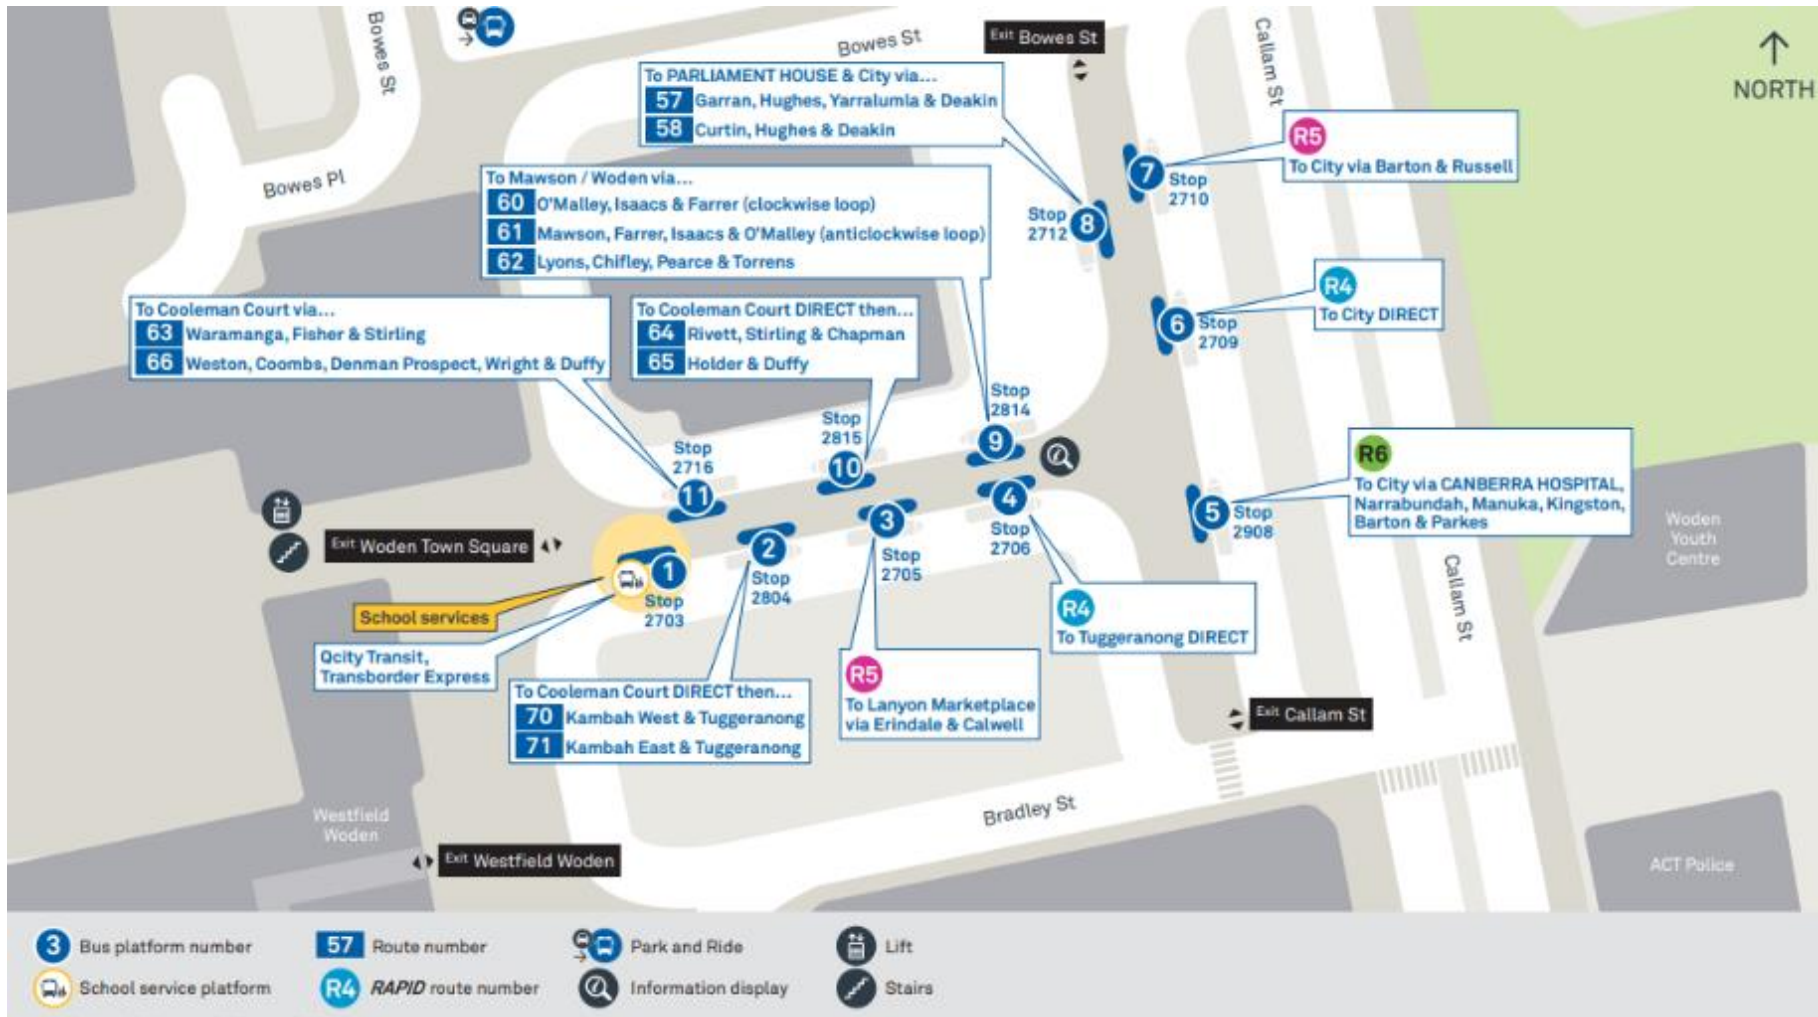 Bowes St
Bowes St
Exit Bowes St
Callam St
NORTH
To PARLIAMENT HOUSE & City via...
57 Garran, Hughes, Yarralumla & Deakin
58 Curtin, Hughes & Deakin
R5
To City via Barton & Russell
7
Stop
2710
Bowes Pl
To Mawson / Woden via...
60 O'Malley, Isaacs & Farrer (clockwise loop)
61 Mawson, Farrer, Isaacs & O'Malley (anticlockwise loop)
62 Lyons, Chifley, Pearce & Torrens
Stop
2712
8
R4
To City DIRECT
6
Stop
2709
To Cooleman Court via...
63 Waramanga, Fisher & Stirling
66 Weston, Coombs, Denman Prospect, Wright & Duffy
To Cooleman Court DIRECT then...
64 Rivett, Stirling & Chapman
65 Holder & Duffy
Stop
2814
9
Stop
2815
10
Stop
2716
11
R6
To City via CANBERRA HOSPITAL,
Narrabundah, Manuka, Kingston,
Barton & Parkes
5
Stop
2908
4
Stop
2706
3
Stop
2705
2
Stop
2804
1
Stop
2703
Exit Woden Town Square
Woden
Youth
Centre
School services
Qcity Transit,
Transborder Express
R4
To Tuggeranong DIRECT
Callam St
R5
To Lanyon Marketplace
via Erindale & Calwell
To Cooleman Court DIRECT then...
70 Kambah West & Tuggeranong
71 Kambah East & Tuggeranong
Exit Callam St
Bradley St
Westfield
Woden
Exit Westfield Woden
ACT Police
3 Bus platform number
57 Route number
Park and Ride
Lift
School service platform
R4 RAPID route number
Information display
Stairs